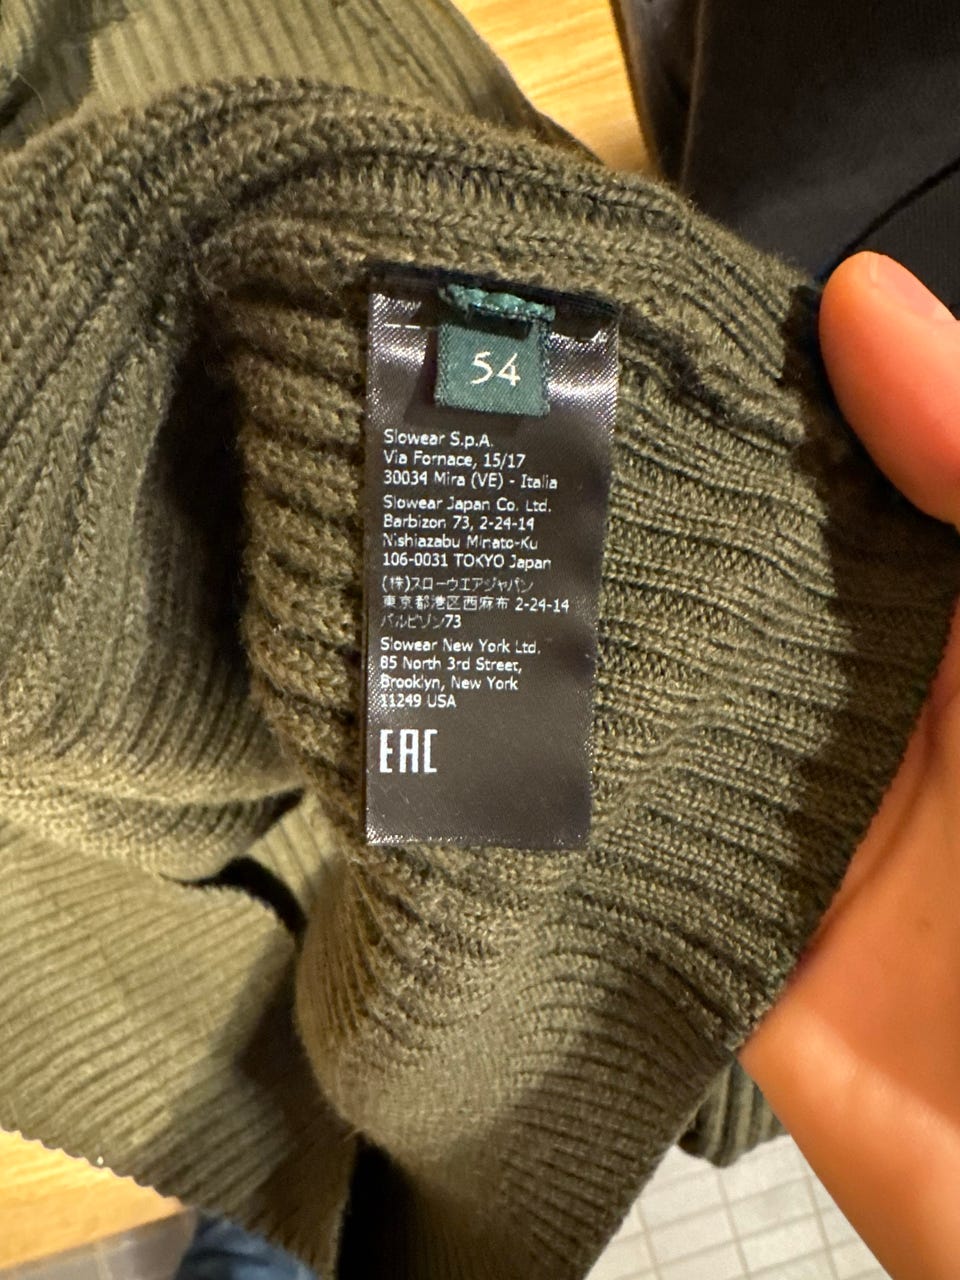 54
Slowear S.p.A.
Via Fornace, 15/17
30034 Mira (VE) - Italia
Slowear Japan Co. Ltd.
Barbizon 73, 2-24-14
Nishiazabu Minato-Ku
106-0031 TOKYO Japan
(株)スローウエアジャパン
東京都港区西麻布 2-24-14
バルビゾン73
Slowear New York Ltd.
85 North 3rd Street,
Brooklyn, New York
11249 USA
EAC